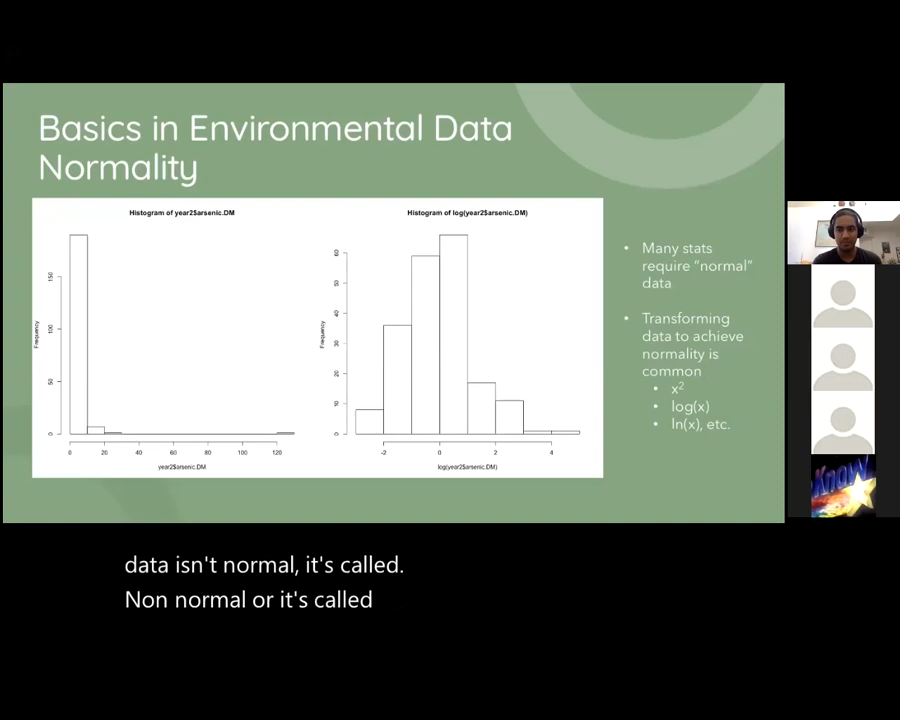 Basics in Environmental Data
Normality
Histogram of year2$arsenic.DM
Frequency
0
50
100
150
0
20
40
60
80
100
120
year2$arsenic.DM
Histogram of log(year2$arsenic.DM)
Frequency
0
10
20
30
40
50
60
-2
0
2
4
log(year2$arsenic.DM)
• Many stats
require “normal”
data
• Transforming
data to achieve
normality is
common
• x²
• log(x)
• ln(x), etc.
Know
data isn't normal, it's called.
Non normal or it's called